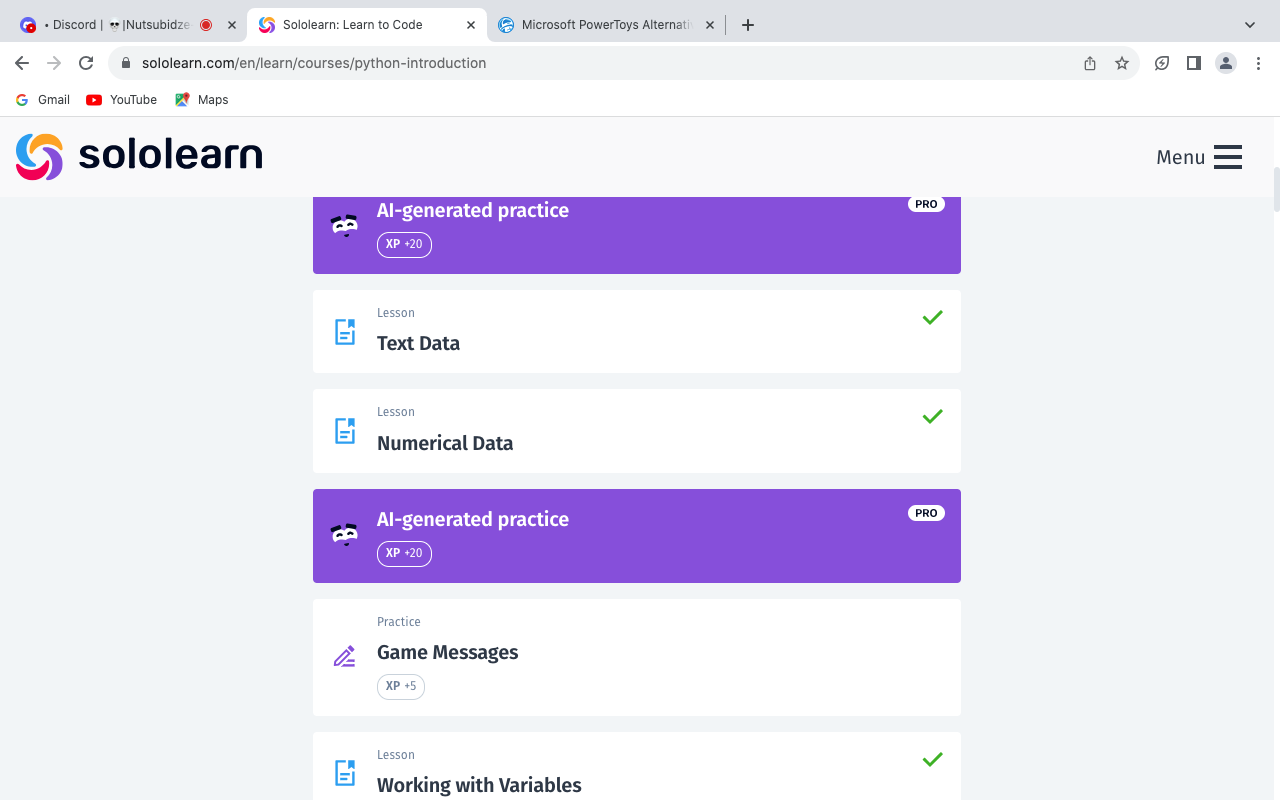 • Discord | 💀|Nutsubidze
Sololearn: Learn to Code
Microsoft PowerToys Alternati
sololearn.com/en/learn/courses/python-introduction
Gmail
YouTube
Maps
sololearn
Menu
AI-generated practice
PRO
XP +20
Lesson
Text Data
Lesson
Numerical Data
AI-generated practice
PRO
XP +20
Practice
Game Messages
XP +5
Lesson
Working with Variables